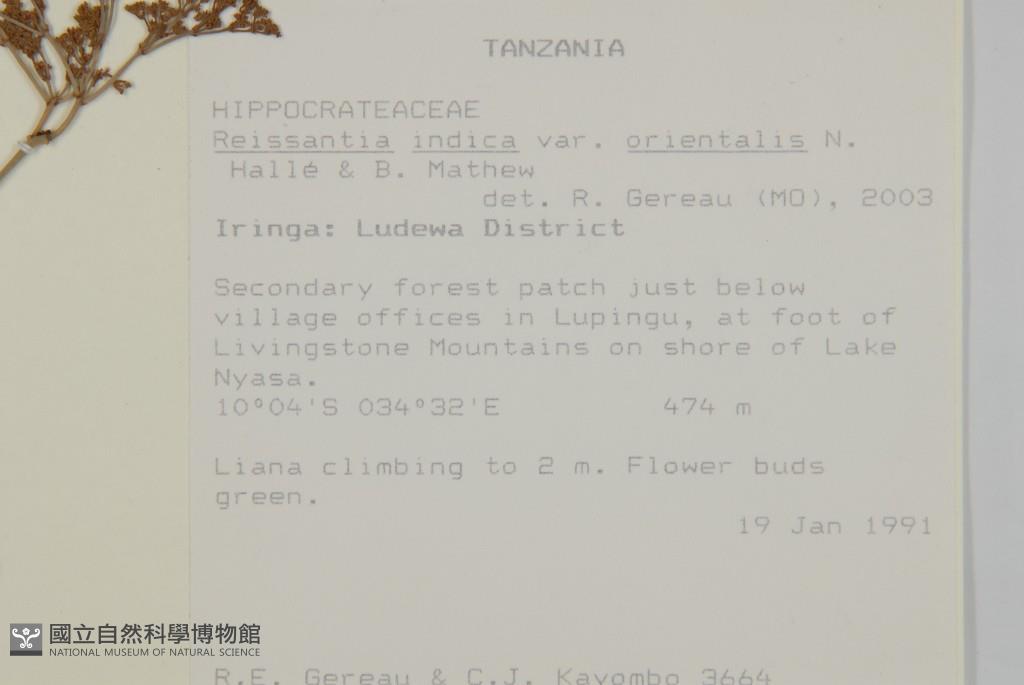 TANZANIA
HIPPOCRATEACEAE
Reissantia indica var. orientalis N.
Hallé & B. Mathew
det. R. Gereau (MO), 2003
Iringa: Ludewa District
Secondary forest patch just below
village offices in Lupingu, at foot of
Livingstone Mountains on shore of Lake
Nyasa.
10°04'S 034°32'E 474 m
Liana climbing to 2 m. Flower buds
green.
19 Jan 1991
R.E. Gereau & C.J. Kayombo 3664
國立自然科學博物館
NATIONAL MUSEUM OF NATURAL SCIENCE